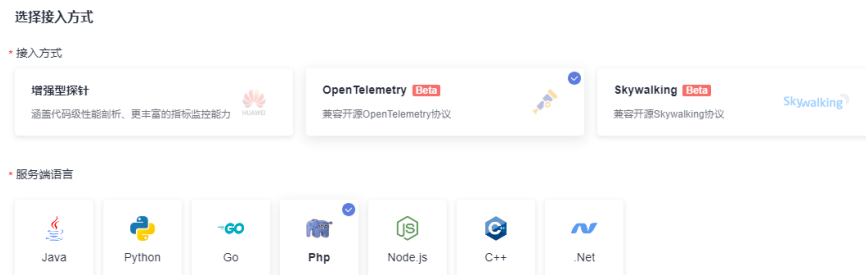 选择接入方式
* 接入方式
增强型探针
涵盖代码级性能剖析、更丰富的指标监控能力
HUAWEI
OpenTelemetry Beta
兼容开源OpenTelemetry协议
Skywalking Beta
兼容开源Skywalking协议
Skywalking
* 服务端语言
Java
Python
GO
Go
Php
JS
Node.js
C++
.Net